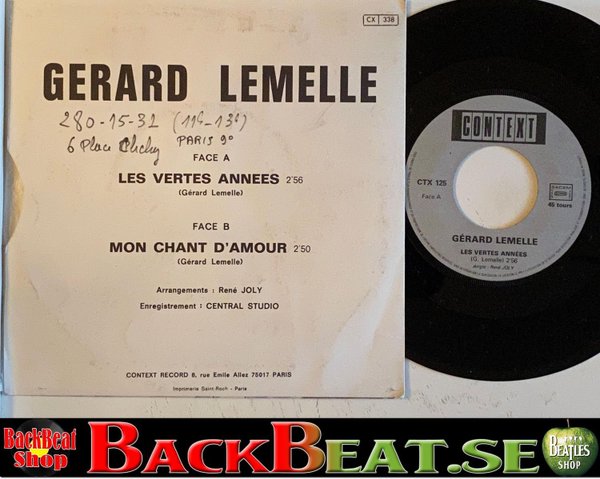 CX 338
GERARD LEMELLE
280-15-32 (11h-13h)
6 Place Clichy PARIS 9e
FACE A
LES VERTES ANNEES 2'56
(Gérard Lemelle)
FACE B
MON CHANT D'AMOUR 2'50
(Gérard Lemelle)
Arrangements : René JOLY
Enregistrement : CENTRAL STUDIO
CONTEXT RECORD 8, rue Emile Allez 75017 PARIS
Imprimerie Saint-Roch - Paris
CONTEXT
CTX 125
Face A
SACEM
45 tours
GÉRARD LEMELLE
LES VERTES ANNÉES
(G. Lemelle) 2'56
René JOLY
BackBeat
Shop
BACKBEAT.SE
BEATLES
SHOP